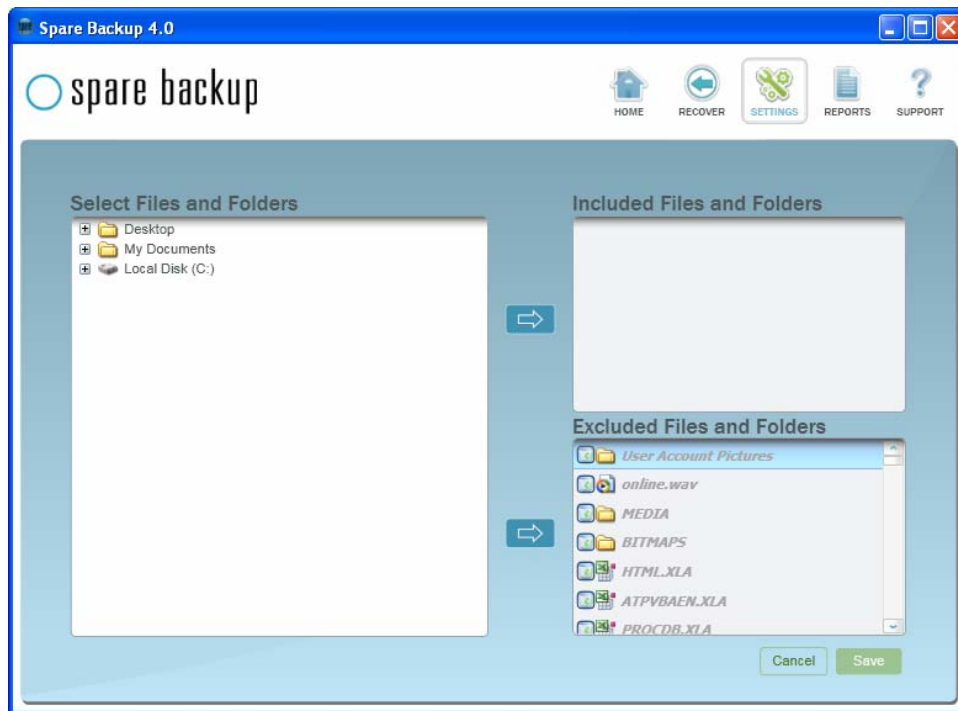 Spare Backup 4.0
spare backup
HOME
RECOVER
SETTINGS
REPORTS
SUPPORT
Select Files and Folders
Desktop
My Documents
Local Disk (C:)
Included Files and Folders
Excluded Files and Folders
User Account Pictures
online.wav
MEDIA
BITMAPS
HTML.XLA
ATPVBAEN.XLA
PROCDB.XLA
Cancel
Save